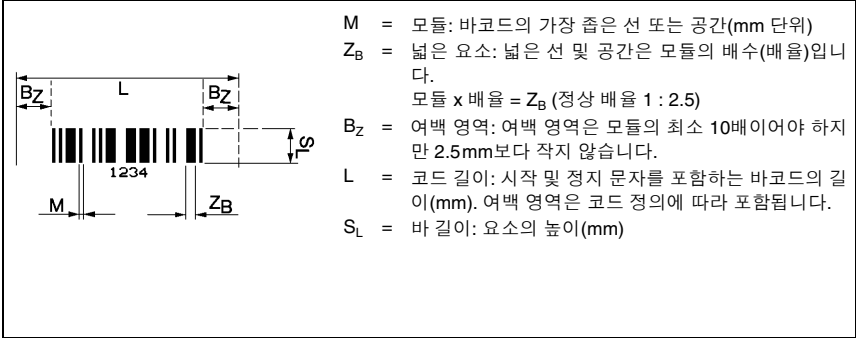 L
BZ
BZ
SL
1234
M
ZB
M = 모듈: 바코드의 가장 좁은 선 또는 공간(mm 단위)
ZB = 넓은 요소: 넓은 선 및 공간은 모듈의 배수(배율)입니
다.
모듈 x 배율 = ZB (정상 배율 1 : 2.5)
BZ = 여백 영역: 여백 영역은 모듈의 최소 10배이어야 하지
만 2.5mm보다 작지 않습니다.
L = 코드 길이: 시작 및 정지 문자를 포함하는 바코드의 길
이(mm). 여백 영역은 코드 정의에 따라 포함됩니다.
SL = 바 길이: 요소의 높이(mm)